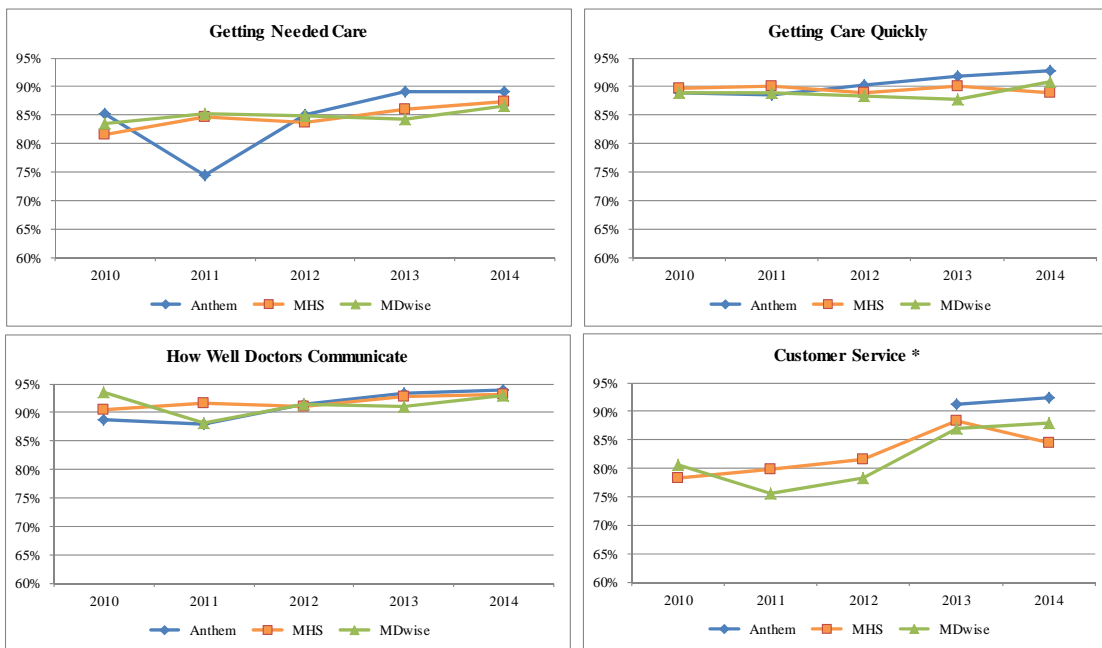 Getting Needed Care
95%
90%
85%
80%
75%
70%
65%
60%
2010 2011 2012 2013 2014
Anthem MHS MDwise
Getting Care Quickly
95%
90%
85%
80%
75%
70%
65%
60%
2010 2011 2012 2013 2014
Anthem MHS MDwise
How Well Doctors Communicate
95%
90%
85%
80%
75%
70%
65%
60%
2010 2011 2012 2013 2014
Anthem MHS MDwise
Customer Service *
95%
90%
85%
80%
75%
70%
65%
60%
2010 2011 2012 2013 2014
Anthem MHS MDwise